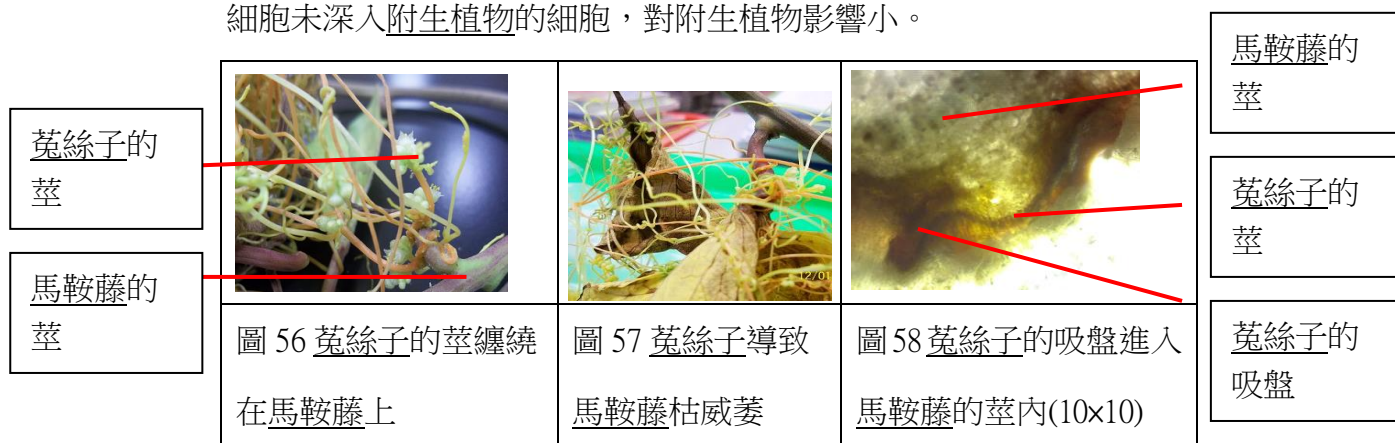 細胞未深入附生植物的細胞，對附生植物影響小。
菟絲子的
莖
馬鞍藤的
莖
馬鞍藤的
莖
菟絲子的
莖
菟絲子的
吸盤
12/01
圖 56 菟絲子的莖纏繞
在馬鞍藤上
圖 57 菟絲子導致
馬鞍藤枯威萎
圖 58 菟絲子的吸盤進入
馬鞍藤的莖內(10×10)